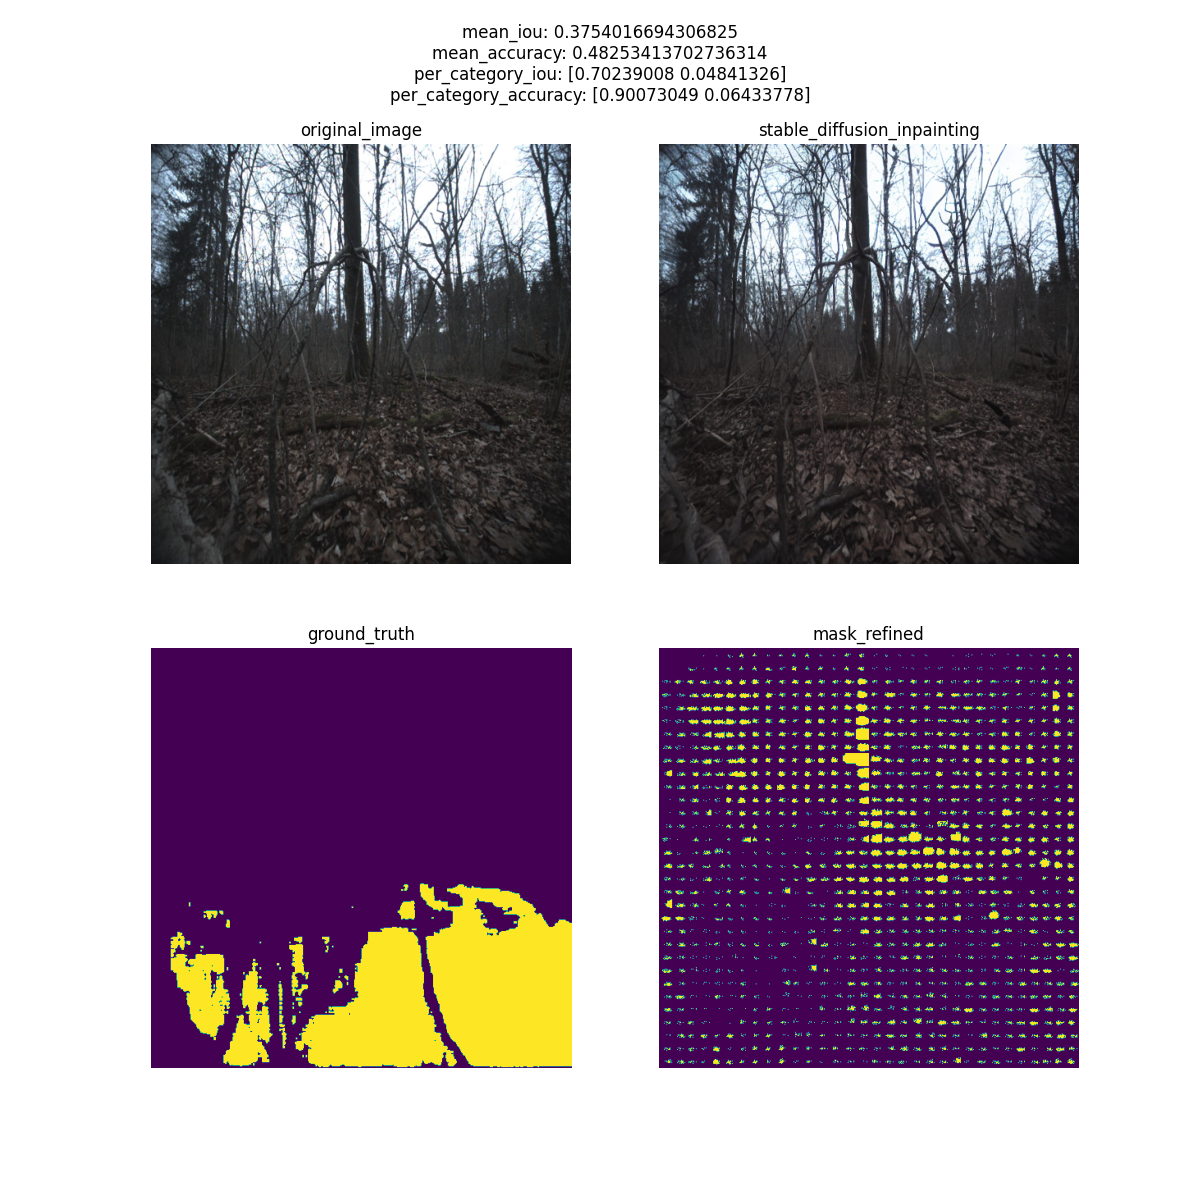 mean_iou: 0.3754016694306825
mean_accuracy: 0.48253413702736314
per_category_iou: [0.70239008 0.04841326]
per_category_accuracy: [0.90073049 0.06433778]
original_image
stable_diffusion_inpainting
ground_truth
mask_refined